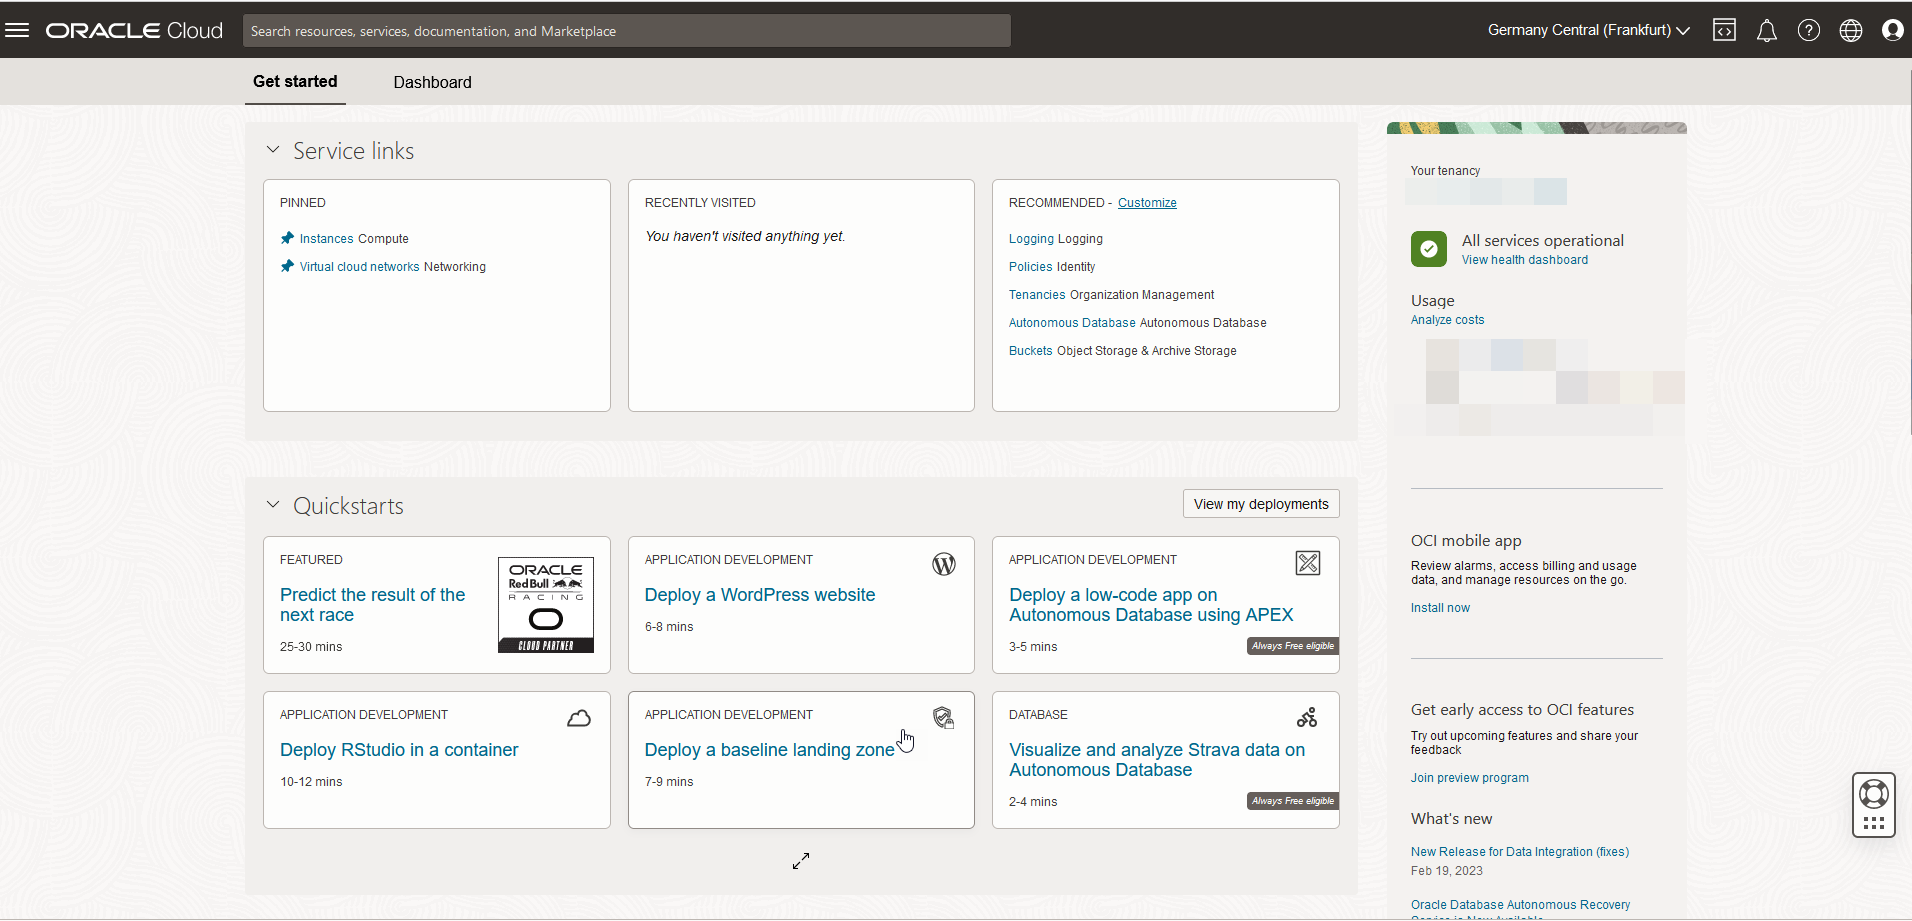 ORACLE Cloud
Search resources, services, documentation, and Marketplace
Germany Central (Frankfurt)
Get started
Dashboard
Service links
PINNED
Instances Compute
Virtual cloud networks Networking
RECENTLY VISITED
You haven't visited anything yet.
RECOMMENDED - Customize
Logging Logging
Policies Identity
Tenancies Organization Management
Autonomous Database Autonomous Database
Buckets Object Storage & Archive Storage
Quickstarts
View my deployments
FEATURED
Predict the result of the
next race
25-30 mins
ORACLE
Red Bull
RACING
CLOUD PARTNER
APPLICATION DEVELOPMENT
Deploy a WordPress website
6-8 mins
APPLICATION DEVELOPMENT
Deploy a low-code app on
Autonomous Database using APEX
3-5 mins
Always Free eligible
APPLICATION DEVELOPMENT
Deploy RStudio in a container
10-12 mins
APPLICATION DEVELOPMENT
Deploy a baseline landing zone
7-9 mins
DATABASE
Visualize and analyze Strava data on
Autonomous Database
2-4 mins
Always Free eligible
Your tenancy
All services operational
View health dashboard
Usage
Analyze costs
OCI mobile app
Review alarms, access billing and usage
data, and manage resources on the go.
Install now
Get early access to OCI features
Try out upcoming features and share your
feedback
Join preview program
What's new
New Release for Data Integration (fixes)
Feb 19, 2023
Oracle Database Autonomous Recovery
Service is Now Available